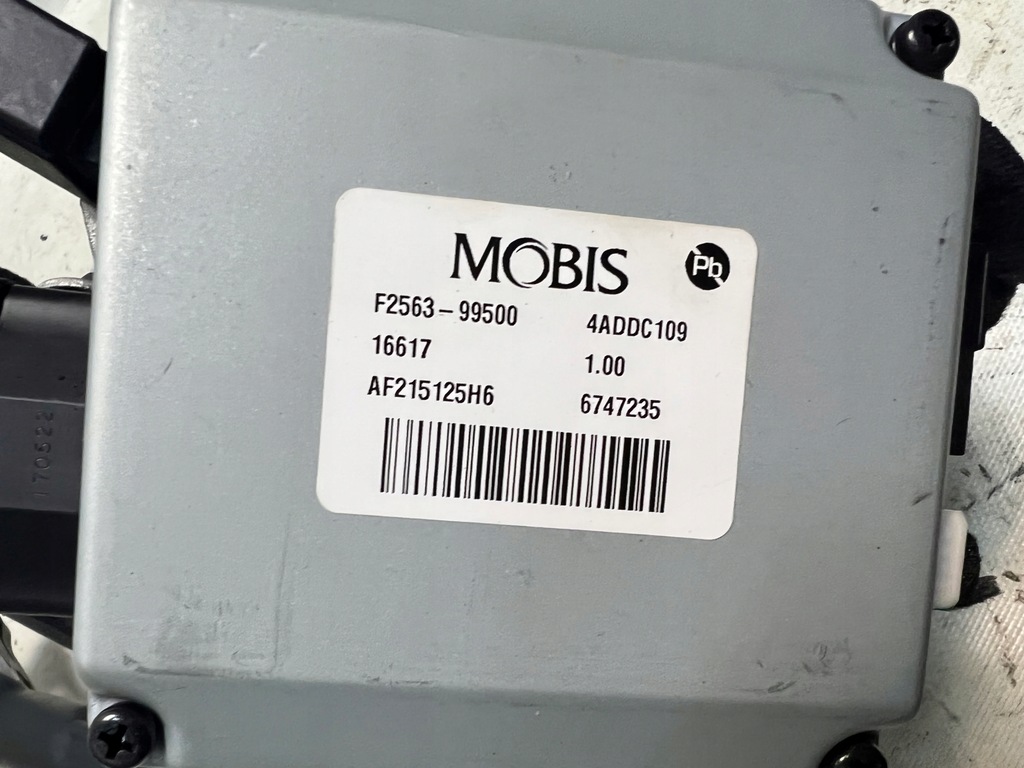 MOBIS Pb
F2563-99500 4ADDC109
16617 1.00
AF215125H6 6747235
170522